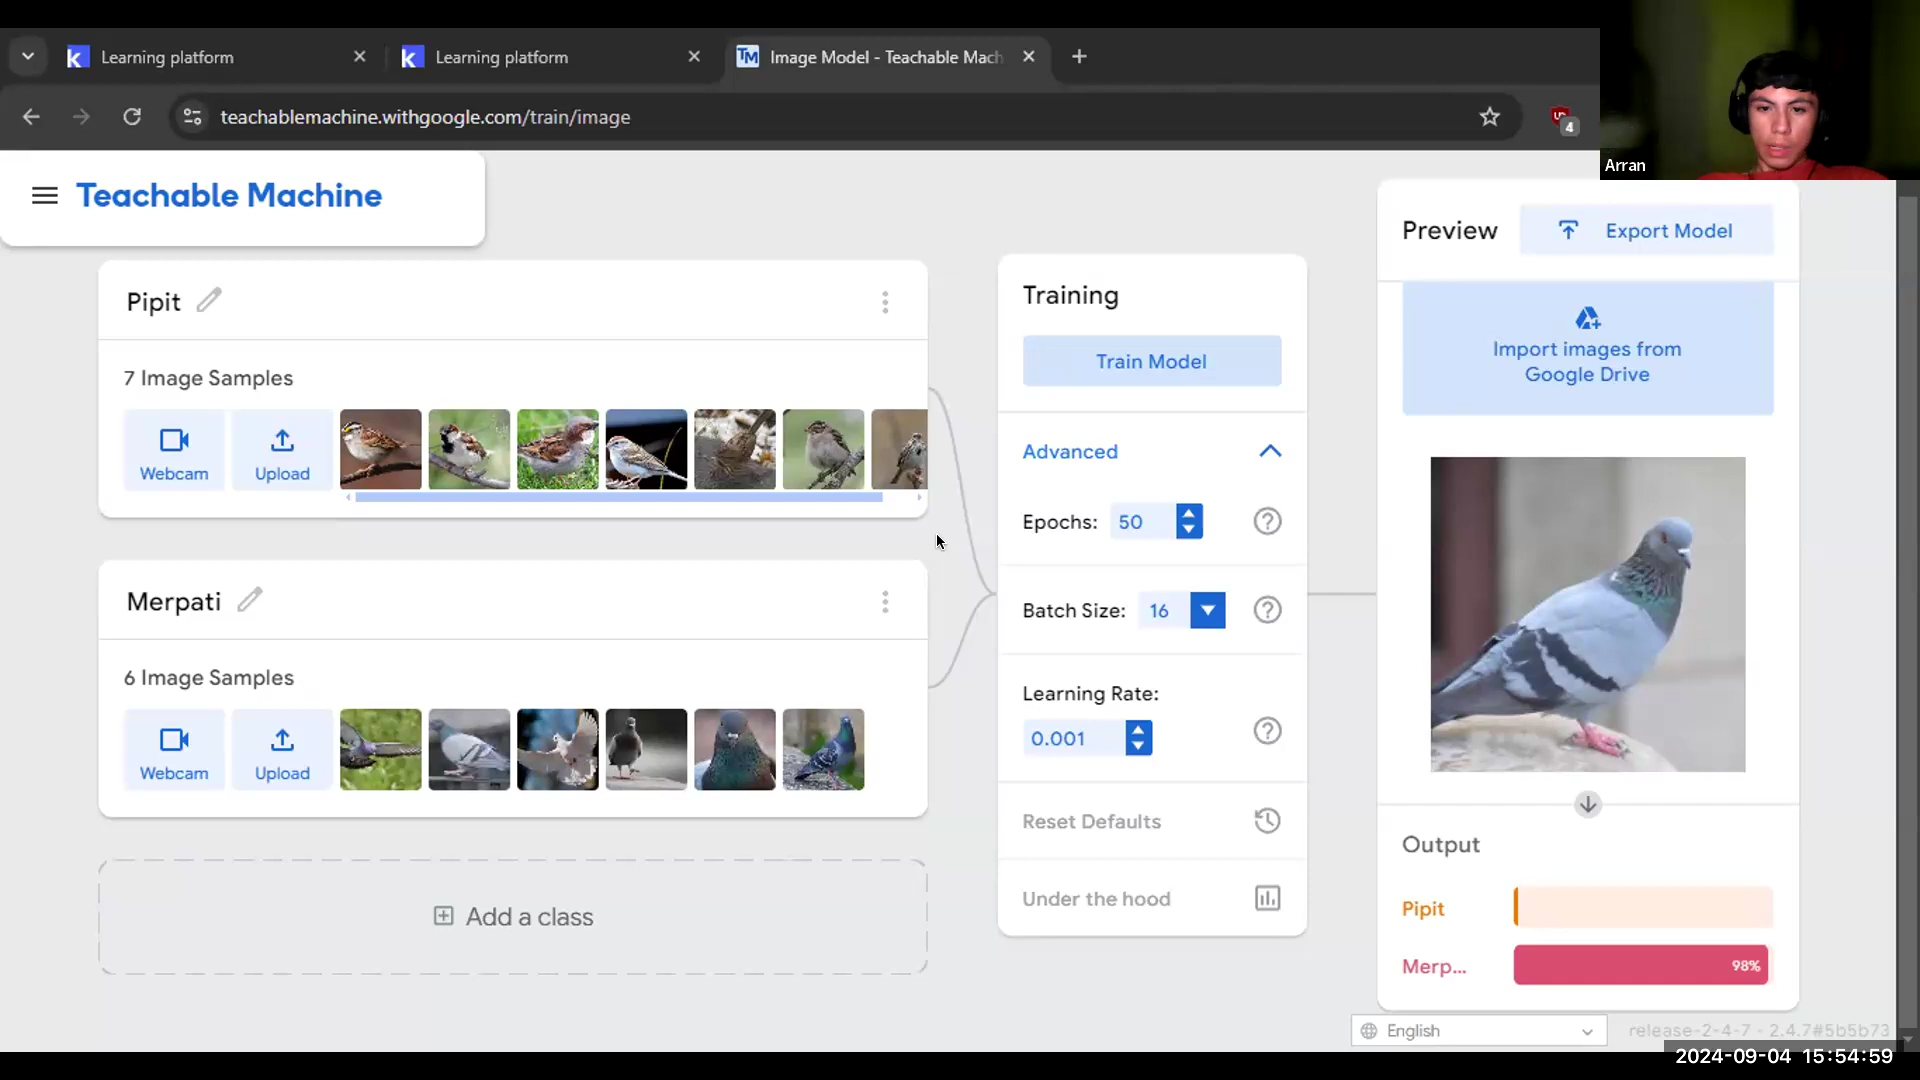 Learning platform
Learning platform
Image Model - Teachable Mach
teachablemachine.withgoogle.com/train/image
4
Arran
Teachable Machine
Pipit
7 Image Samples
Webcam
Upload
Merpati
6 Image Samples
Webcam
Upload
Add a class
Training
Train Model
Advanced
Epochs: 50
Batch Size: 16
Learning Rate:
0.001
Reset Defaults
Under the hood
Preview
Export Model
Import images from
Google Drive
Output
Pipit
Merp... 98%
English
release-2-4-7 - 2.4.7#5b5b73
2024-09-04 15:54:59